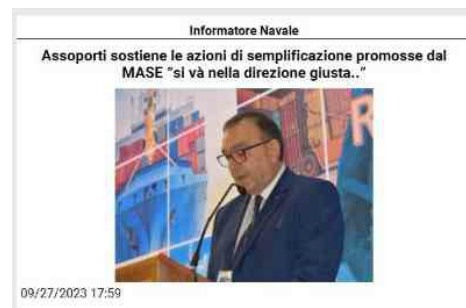 Informatore Navale
Assoporti sostiene le azioni di semplificazione promosse dal
MASE “si và nella direzione giusta..”
R
09/27/2023 17:59